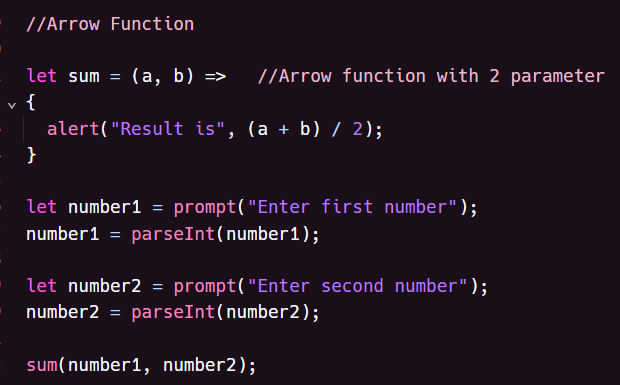 //Arrow Function
let sum = (a, b) => //Arrow function with 2 parameter
{
alert("Result is", (a + b) / 2);
}
let number1 = prompt("Enter first number");
number1 = parseInt(number1);
let number2 = prompt("Enter second number");
number2 = parseInt(number2);
sum(number1, number2);